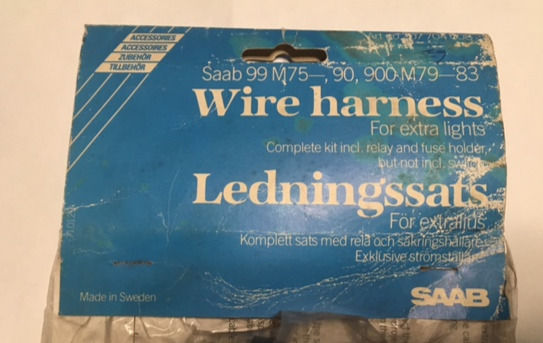 ACCESSORIES
ACCESSOIRES
ZUBEHÖR
TILLBEHÖR
Saab 99 M75–, 90, 900 M79–83
Wire harness
For extra lights
Complete kit incl. relay and fuse holder,
but not incl. switch
Ledningssats
För extraljus
Komplett sats med relä och säkringshållare
Exklusive strömställare
Made in Sweden
SAAB